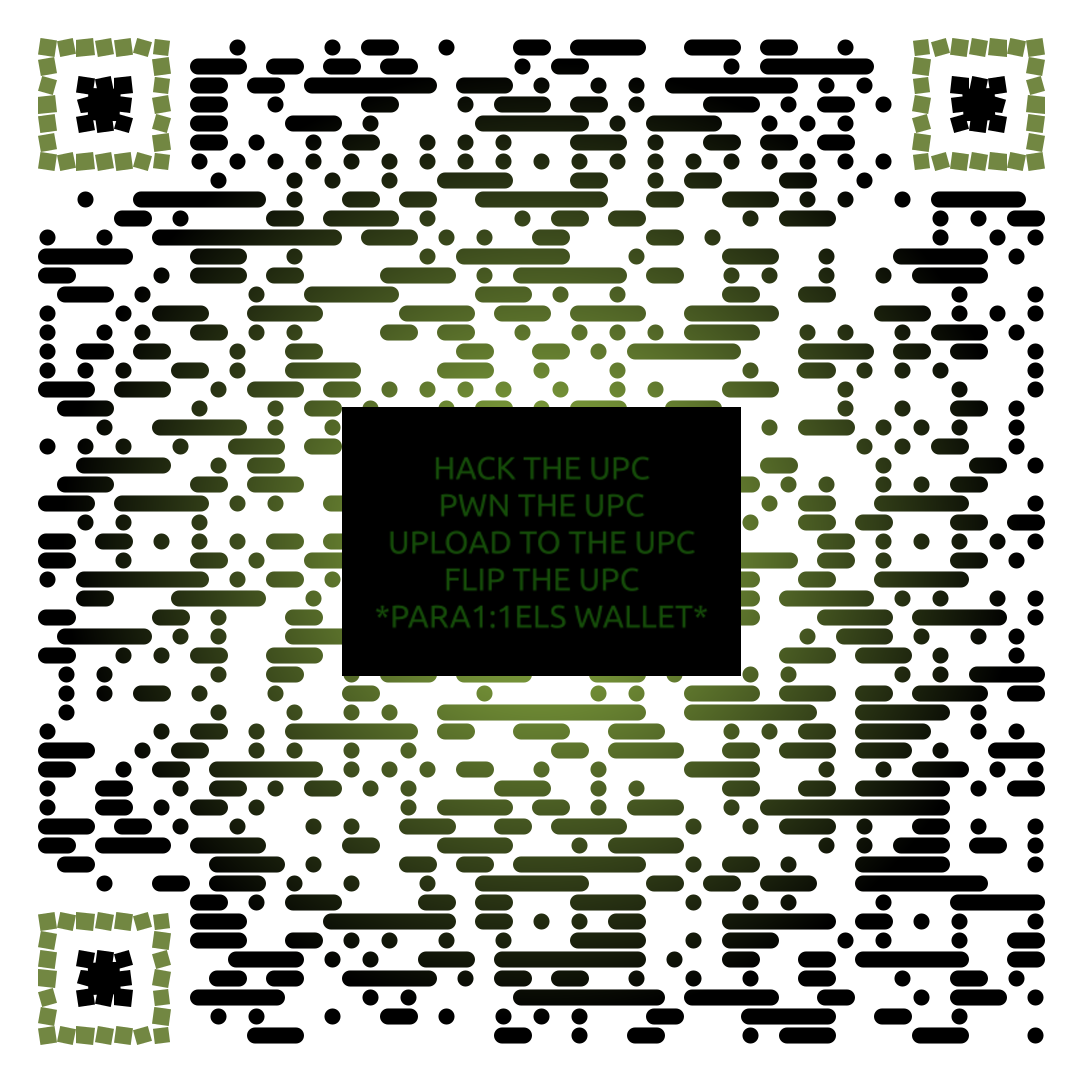 HACK THE UPC
PWN THE UPC
UPLOAD TO THE UPC
FLIP THE UPC
*PARA1:1ELS WALLET*